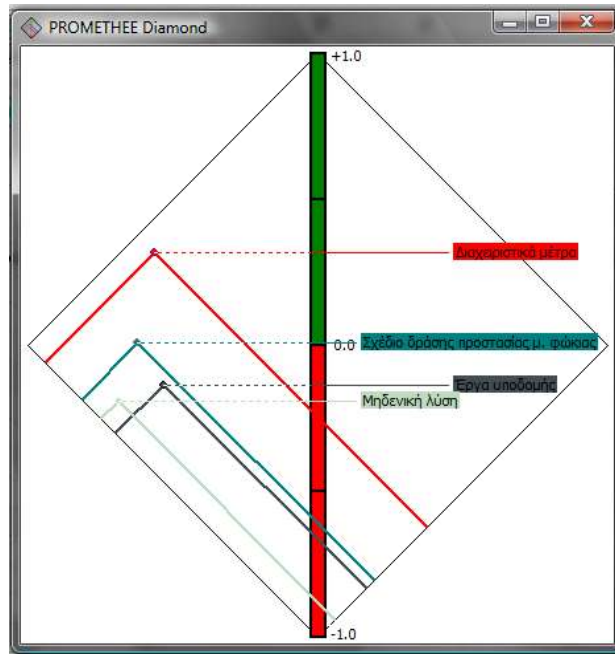 PROMETHEE Diamond
+1.0
Διαχειριστικά μέτρα
0.0
Σχέδιο δράσης προστασίας μ. φώκιας
Έργα υποδομής
Μηδενική λύση
-1.0